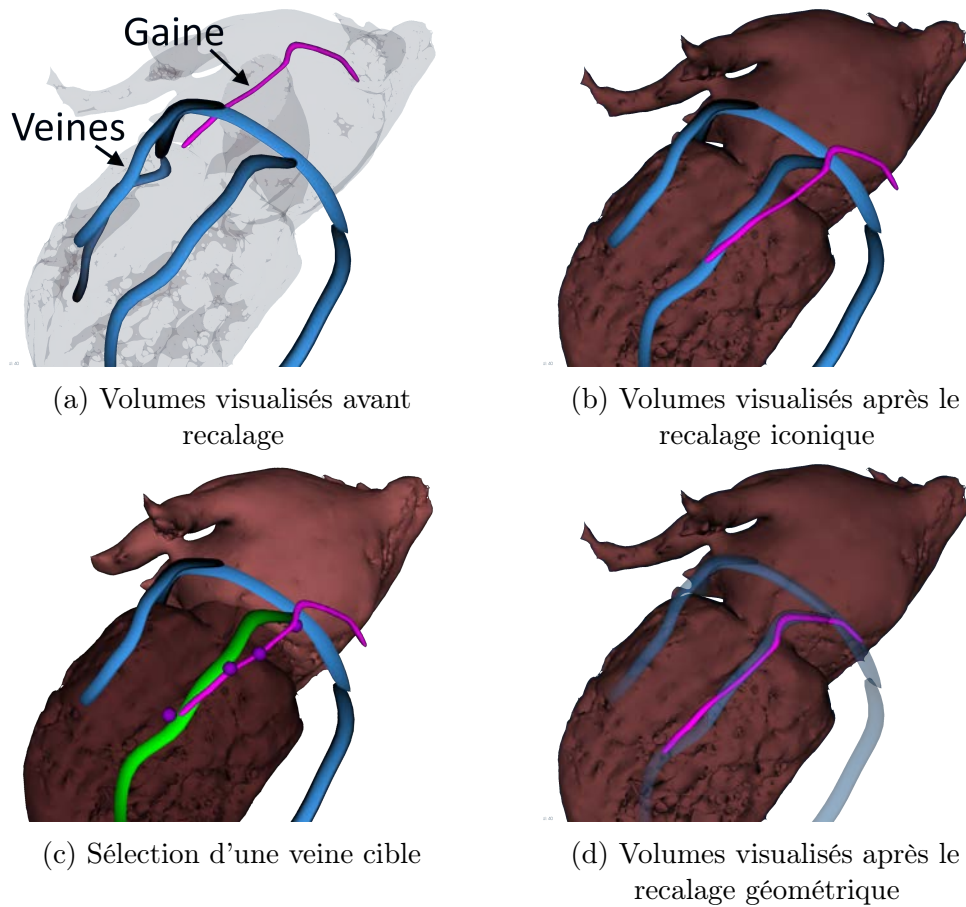 Gaine
Veines
(a) Volumes visualisés avant
recalage
(b) Volumes visualisés après le
recalage iconique
(c) Sélection d'une veine cible
(d) Volumes visualisés après le
recalage géométrique